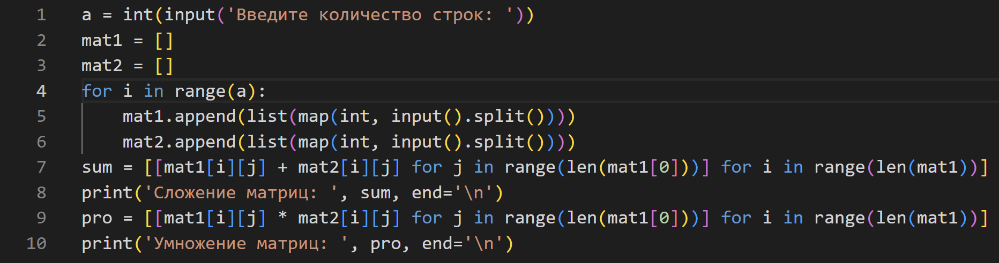 1 a = int(input('Введите количество строк: '))
2 mat1 = []
3 mat2 = []
4 for i in range(a):
5     mat1.append(list(map(int, input().split())))
6     mat2.append(list(map(int, input().split())))
7 sum = [[mat1[i][j] + mat2[i][j] for j in range(len(mat1[0]))] for i in range(len(mat1))]
8 print('Сложение матриц: ', sum, end='\n')
9 pro = [[mat1[i][j] * mat2[i][j] for j in range(len(mat1[0]))] for i in range(len(mat1))]
10 print('Умножение матриц: ', pro, end='\n')